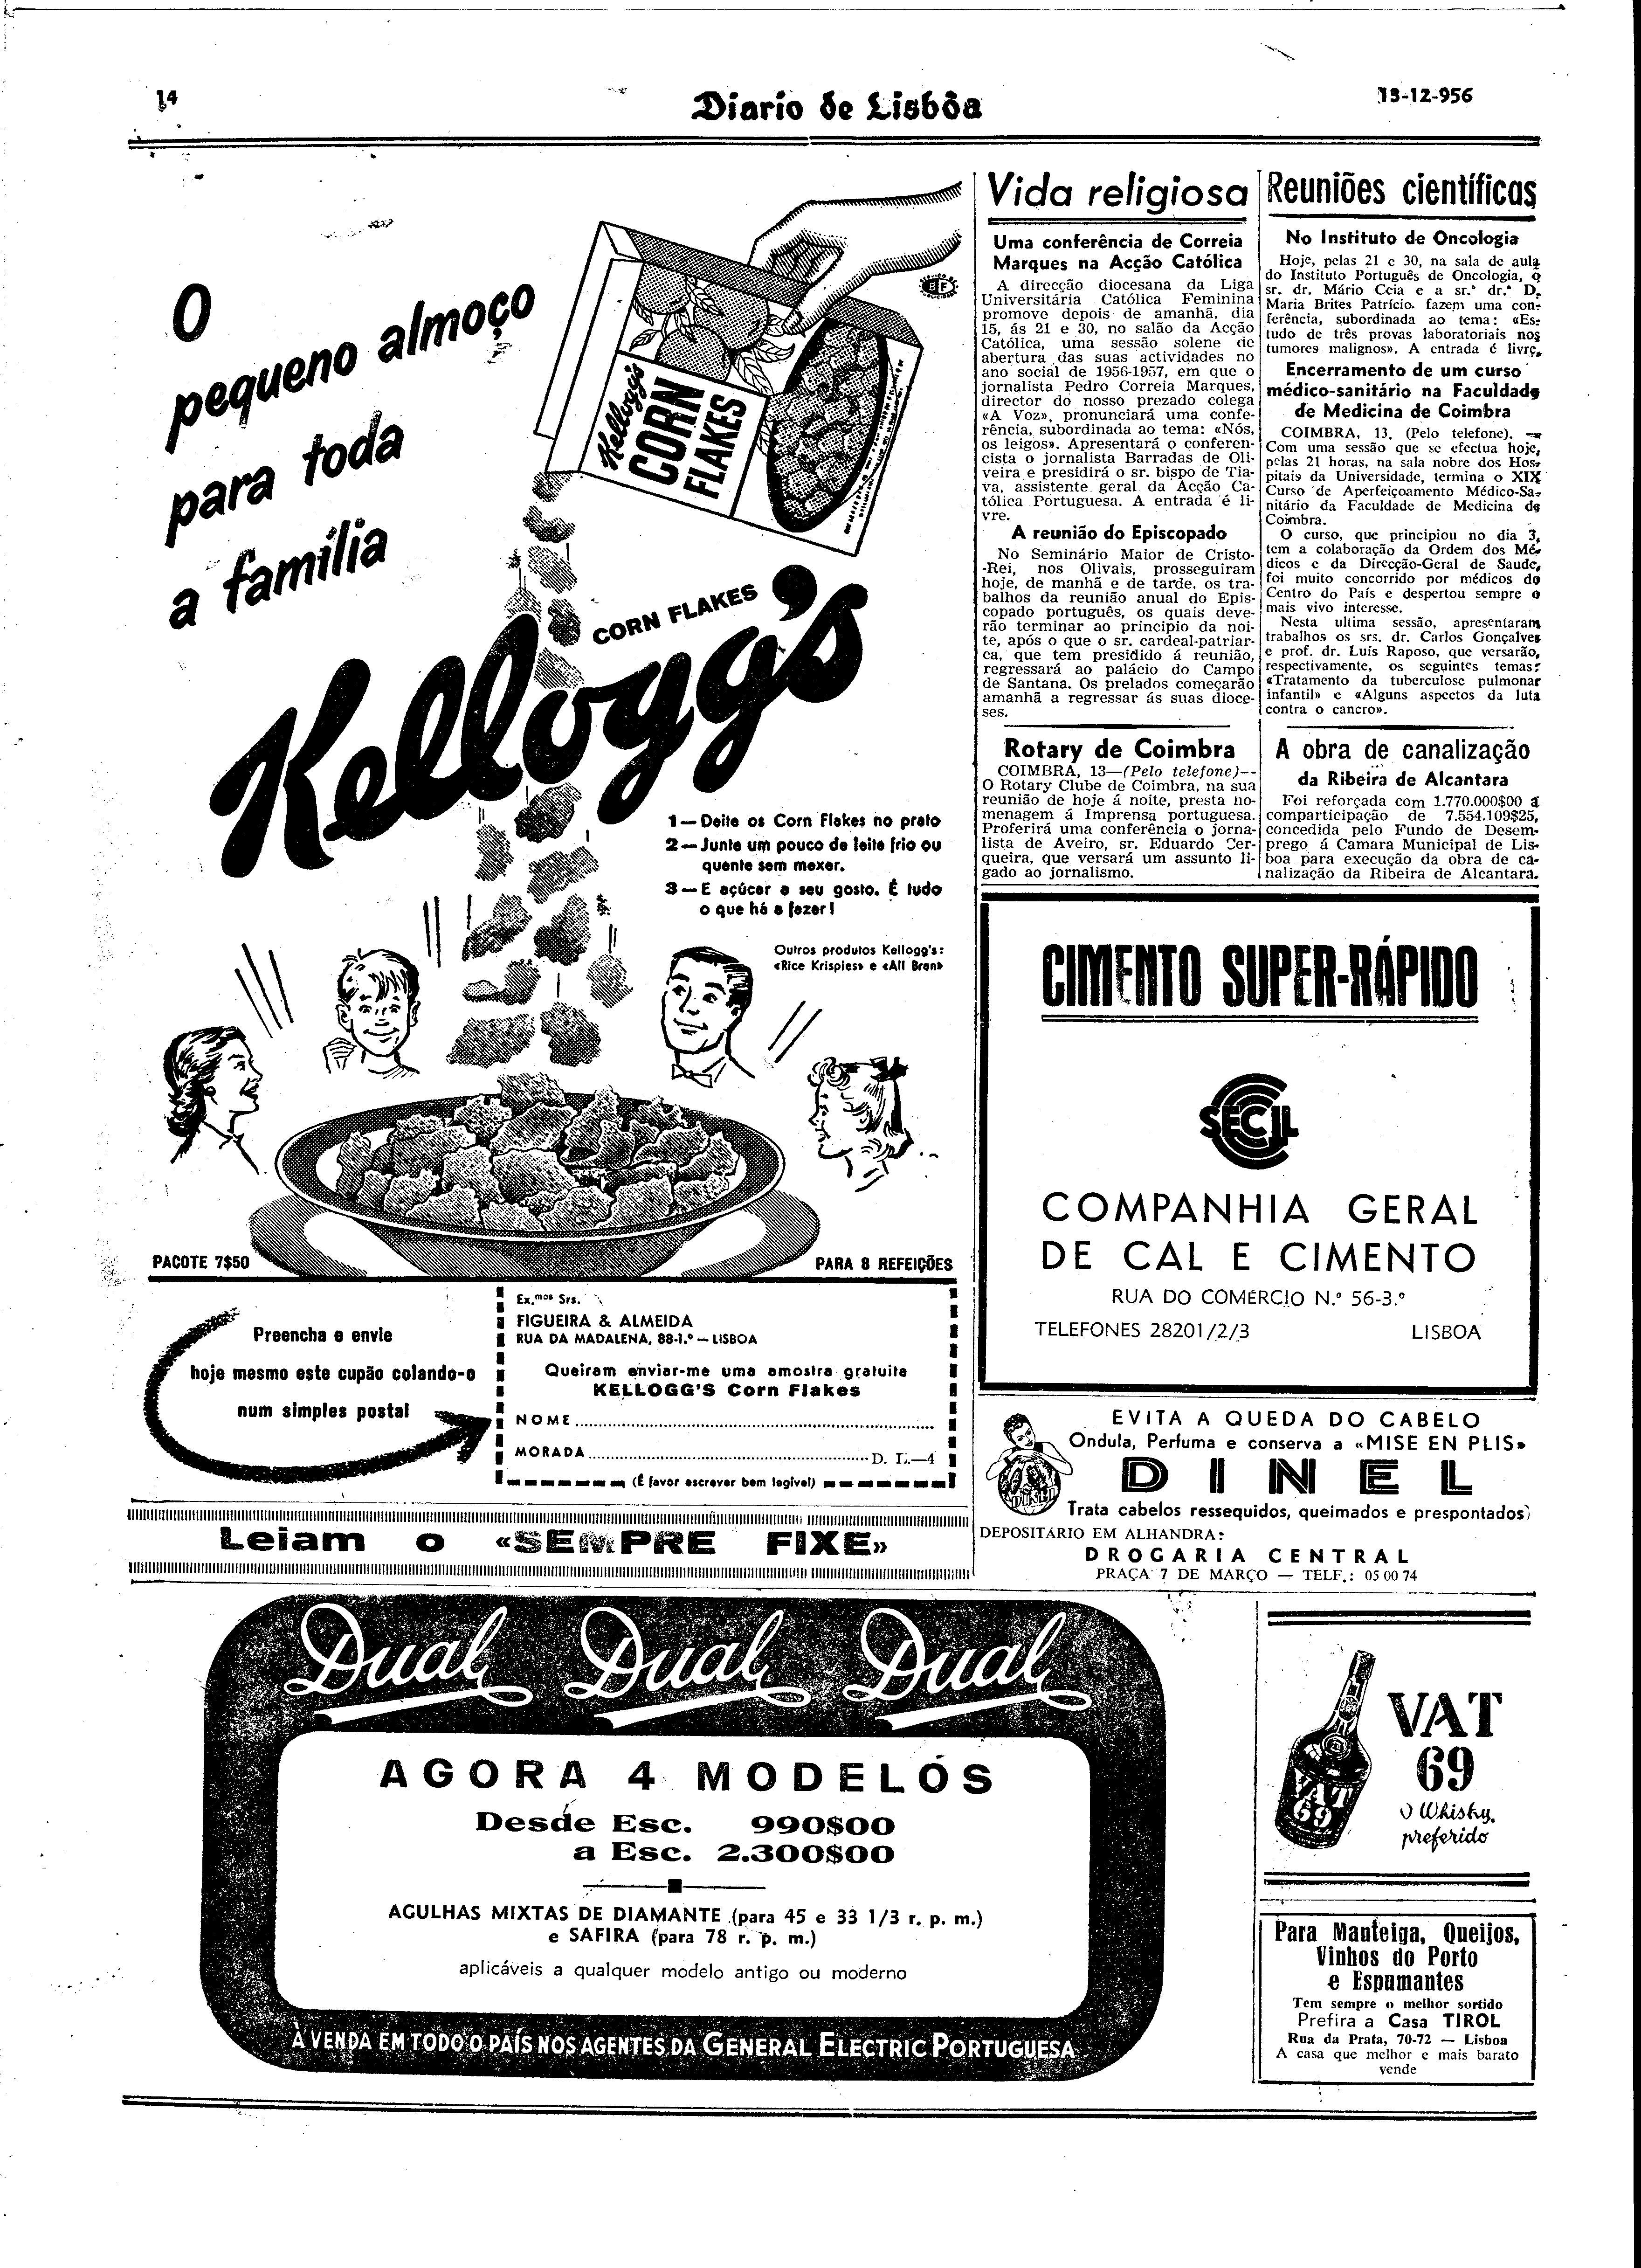 14
Diario de Lisbôa
13-12-956
O
pequeno almoço
para toda
a família
Kellogg's
CORN
FLAKES
CORN FLAKES
Kellogg's
1 — Deite os Corn Flakes no prato
2 — Junte um pouco de leite frio ou
quente sem mexer.
3 — E açúcar a seu gosto. É tudo
o que há a fazer!
Outros produtos Kellogg's:
«Rice Krispies» e «All Bran»
PACOTE 7$50
PARA 8 REFEIÇÕES
Preencha e envie
hoje mesmo este cupão colando-o
num simples postal
Ex.mos Srs.
FIGUEIRA & ALMEIDA
RUA DA MADALENA, 88-1.º — LISBOA
Queiram enviar-me uma amostra gratuita
KELLOGG'S Corn Flakes
NOME
MORADA D. L.—4
(É favor escrever bem legível)
Leiam o «SEMPRE FIXE»
Vida religiosa
Uma conferência de Correia
Marques na Acção Católica
A direcção diocesana da Liga
Universitária Católica Feminina
promove depois de amanhã, dia
15, ás 21 e 30, no salão da Acção
Católica, uma sessão solene de
abertura das suas actividades no
ano social de 1956-1957, em que o
jornalista Pedro Correia Marques,
director do nosso prezado colega
«A Voz», pronunciará uma confe-
rência, subordinada ao tema: «Nós,
os leigos». Apresentará o conferen-
cista o jornalista Barradas de Oli-
veira e presidirá o sr. bispo de Tia-
va, assistente geral da Acção Ca-
tólica Portuguesa. A entrada é li-
vre.
A reunião do Episcopado
No Seminário Maior de Cristo-
-Rei, nos Olivais, prosseguiram
hoje, de manhã e de tarde, os tra-
balhos da reunião anual do Epis-
copado português, os quais deve-
rão terminar ao principio da noi-
te, após o que o sr. cardeal-patriar-
ca, que tem presidido á reunião,
regressará ao palácio do Campo
de Santana. Os prelados começarão
amanhã a regressar ás suas dioce-
ses.
Rotary de Coimbra
COIMBRA, 13—(Pelo telefone)--
O Rotary Clube de Coimbra, na sua
reunião de hoje á noite, presta ho-
menagem á Imprensa portuguesa.
Proferirá uma conferência o jorna-
lista de Aveiro, sr. Eduardo Cer-
queira, que versará um assunto li-
gado ao jornalismo.
Reuniões científicas
No Instituto de Oncologia
Hoje, pelas 21 e 30, na sala de aula
do Instituto Português de Oncologia, o
sr. dr. Mário Ceia e a sr.ª dr.ª D.
Maria Brites Patrício, fazem uma con-
ferência, subordinada ao tema: «Es-
tudo de três provas laboratoriais nos
tumores malignos». A entrada é livre.
Encerramento de um curso
médico-sanitário na Faculdade
de Medicina de Coimbra
COIMBRA, 13. (Pelo telefone). —
Com uma sessão que se efectua hoje,
pelas 21 horas, na sala nobre dos Hos-
pitais da Universidade, termina o XIX
Curso de Aperfeiçoamento Médico-Sa-
nitário da Faculdade de Medicina de
Coimbra.
O curso, que principiou no dia 3,
tem a colaboração da Ordem dos Mé-
dicos e da Direcção-Geral de Saude,
foi muito concorrido por médicos do
Centro do País e despertou sempre o
mais vivo interesse.
Nesta ultima sessão, apresentaram
trabalhos os srs. dr. Carlos Gonçalves
e prof. dr. Luís Raposo, que versarão,
respectivamente, os seguintes temas:
«Tratamento da tuberculose pulmonar
infantil» e «Alguns aspectos da luta
contra o cancro».
A obra de canalização
da Ribeira de Alcantara
Foi reforçada com 1.770.000$00 á
comparticipação de 7.554.109$25,
concedida pelo Fundo de Desem-
prego á Camara Municipal de Lis-
boa para execução da obra de ca-
nalização da Ribeira de Alcantara.
CIMENTO SUPER-RÁPIDO
SECIL
COMPANHIA GERAL
DE CAL E CIMENTO
RUA DO COMÉRCIO N.º 56-3.º
TELEFONES 28201/2/3 LISBOA
EVITA A QUEDA DO CABELO
Ondula, Perfuma e conserva a «MISE EN PLIS»
DINEL
DINEL
Trata cabelos ressequidos, queimados e prespontados)
DEPOSITÁRIO EM ALHANDRA:
DROGARIA CENTRAL
PRAÇA 7 DE MARÇO — TELF.: 05 00 74
Dual Dual Dual
AGORA 4 MODELOS
Desde Esc. 990$00
a Esc. 2.300$00
AGULHAS MIXTAS DE DIAMANTE (para 45 e 33 1/3 r. p. m.)
e SAFIRA (para 78 r. p. m.)
aplicáveis a qualquer modelo antigo ou moderno
À VENDA EM TODO O PAÍS NOS AGENTES DA GENERAL ELECTRIC PORTUGUESA
VAT
69
VAT
69
O Whisky
preferido
Para Manteiga, Queijos,
Vinhos do Porto
e Espumantes
Tem sempre o melhor sortido
Prefira a Casa TIROL
Rua da Prata, 70-72 — Lisboa
A casa que melhor e mais barato
vende